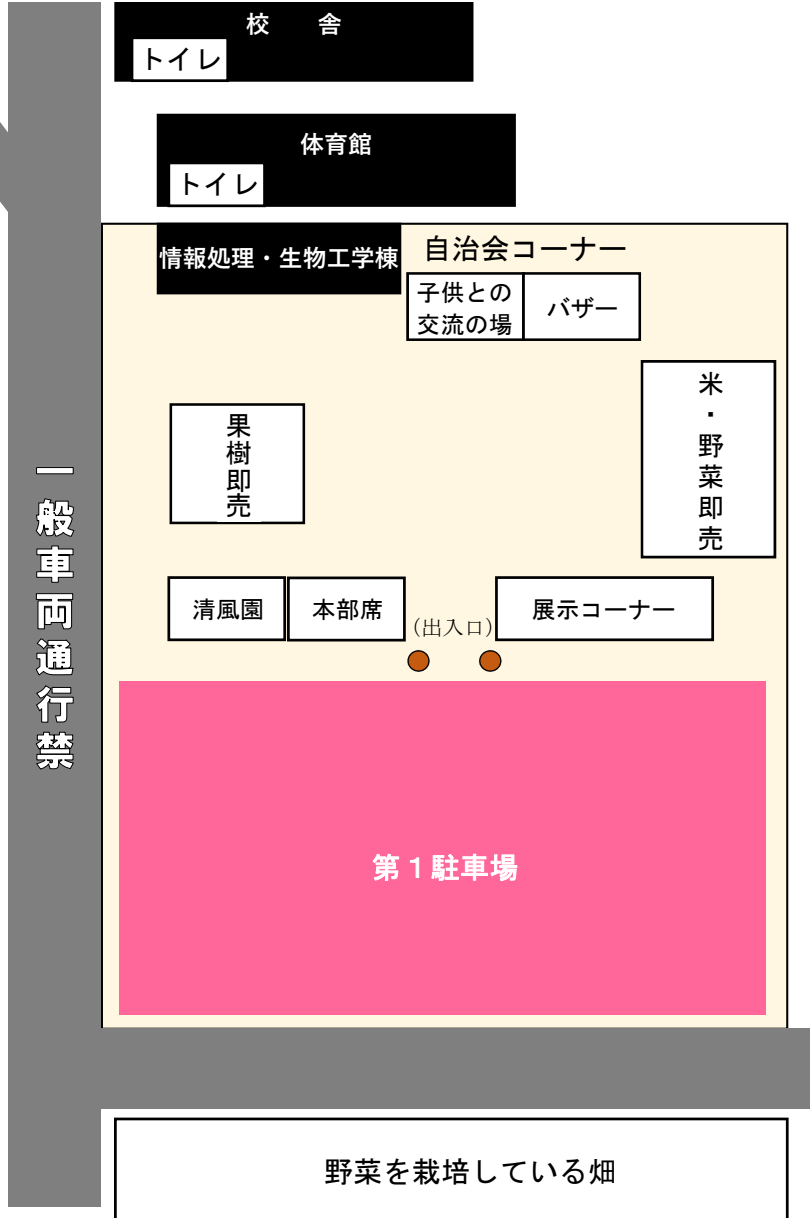 校　舎
トイレ
体育館
トイレ
情報処理・生物工学棟
自治会コーナー
子供との
交流の場
バザー
米・野菜即売
果樹即売
一般車両通行禁
清風園
本部席
(出入口)
展示コーナー
第１駐車場
野菜を栽培している畑